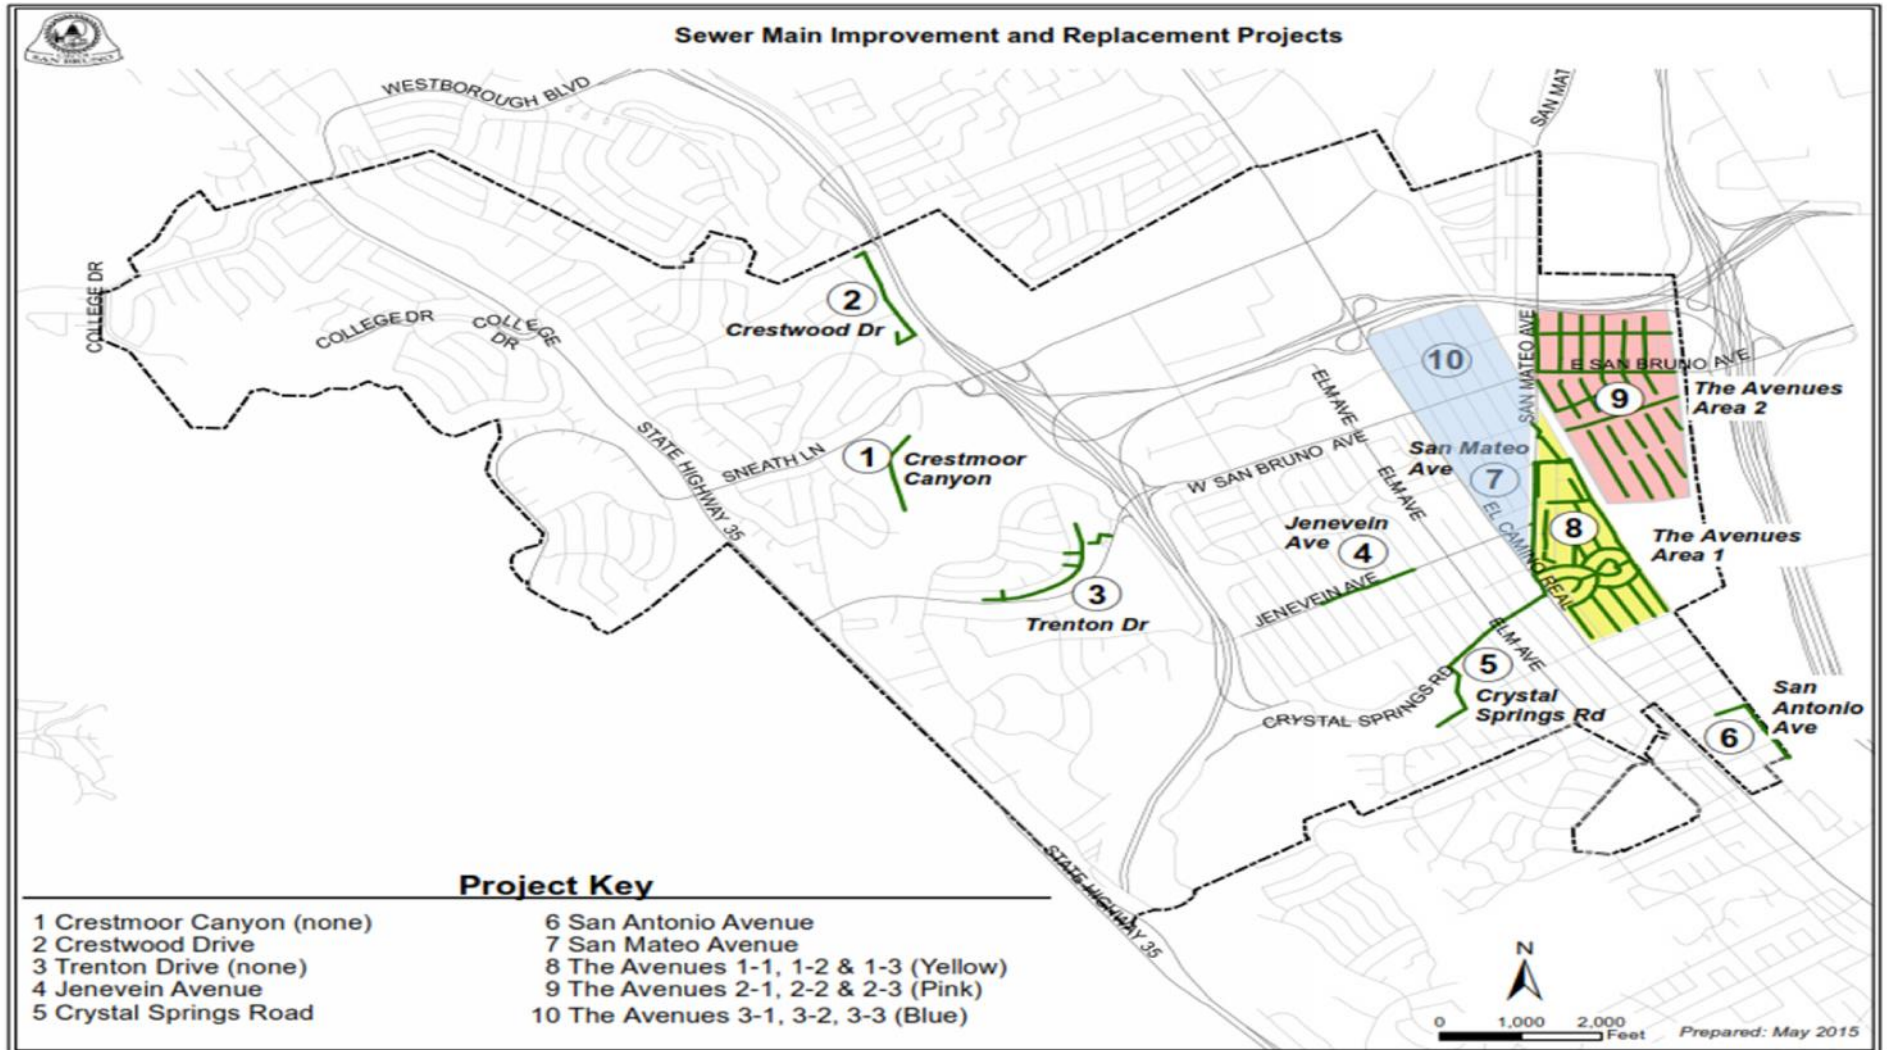 Sewer Main Improvement and Replacement Projects
SAN BRUNO
WESTBOROUGH BLVD
SAN MAT
COLLEGE DR
COLLEGE DR
COLLEGE
DR
2
Crestwood Dr
10
SAN MATEO AVE
E SAN BRUNO AVE
9
The Avenues
Area 2
ELM AVE
STATE HIGHWAY 35
SNEATH LN
1
Crestmoor
Canyon
W SAN BRUNO AVE
ELM AVE
San Mateo
Ave
7
EL CAMINO REAL
Jenevein
Ave
4
JENEVEIN AVE
8
The Avenues
Area 1
3
Trenton Dr
ELM AVE
5
Crystal
Springs Rd
CRYSTAL SPRINGS RD
San
Antonio
Ave
6
STATE HIGHWAY 35
Project Key
1 Crestmoor Canyon (none)
2 Crestwood Drive
3 Trenton Drive (none)
4 Jenevein Avenue
5 Crystal Springs Road
6 San Antonio Avenue
7 San Mateo Avenue
8 The Avenues 1-1, 1-2 & 1-3 (Yellow)
9 The Avenues 2-1, 2-2 & 2-3 (Pink)
10 The Avenues 3-1, 3-2, 3-3 (Blue)
N
0 1,000 2,000
Feet
Prepared: May 2015